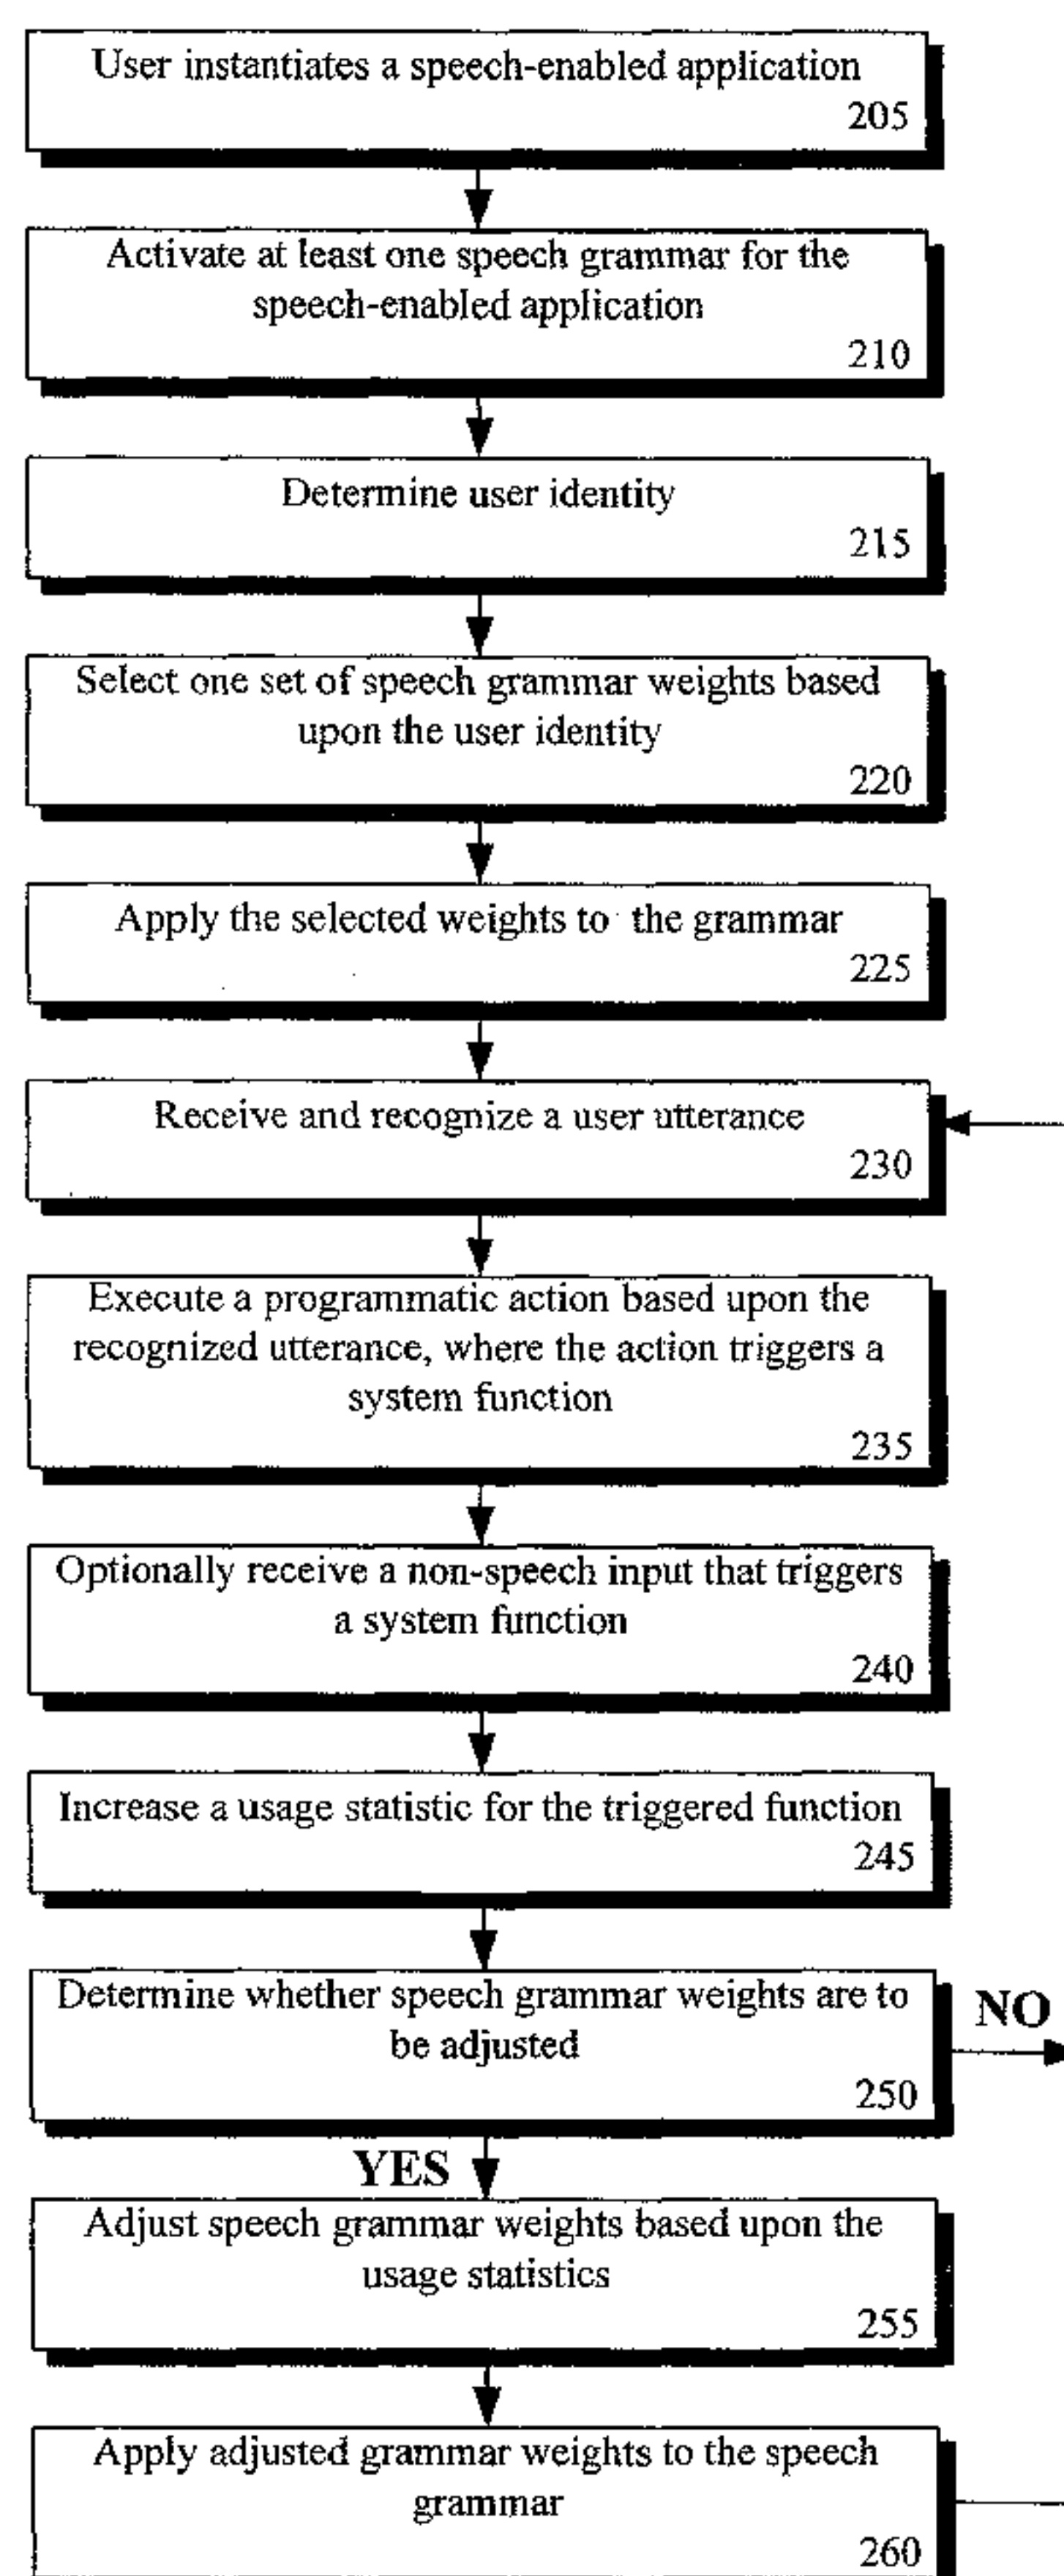 User instantiates a speech-enabled application
205
Activate at least one speech grammar for the
speech-enabled application
210
Determine user identity
215
Select one set of speech grammar weights based
upon the user identity
220
Apply the selected weights to the grammar
225
Receive and recognize a user utterance
230
Execute a programmatic action based upon the
recognized utterance, where the action triggers a
system function
235
Optionally receive a non-speech input that triggers
a system function
240
Increase a usage statistic for the triggered function
245
Determine whether speech grammar weights are to
be adjusted
250
NO
YES
Adjust speech grammar weights based upon the
usage statistics
255
Apply adjusted grammar weights to the speech
grammar
260